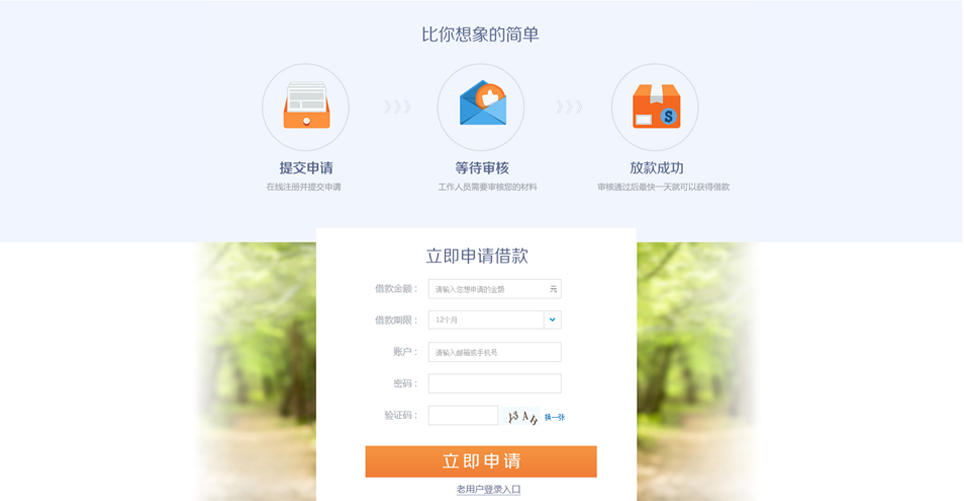 比你想象的简单
提交申请
在线注册并提交申请
等待审核
工作人员需要审核您的材料
放款成功
审核通过后最快一天就可以获得借款
立即申请借款
借款金额： 请输入您想申请的金额 元
借款期限： 12个月
账户： 请输入邮箱或手机号
密码：
验证码： 换一张
立即申请
老用户登录入口